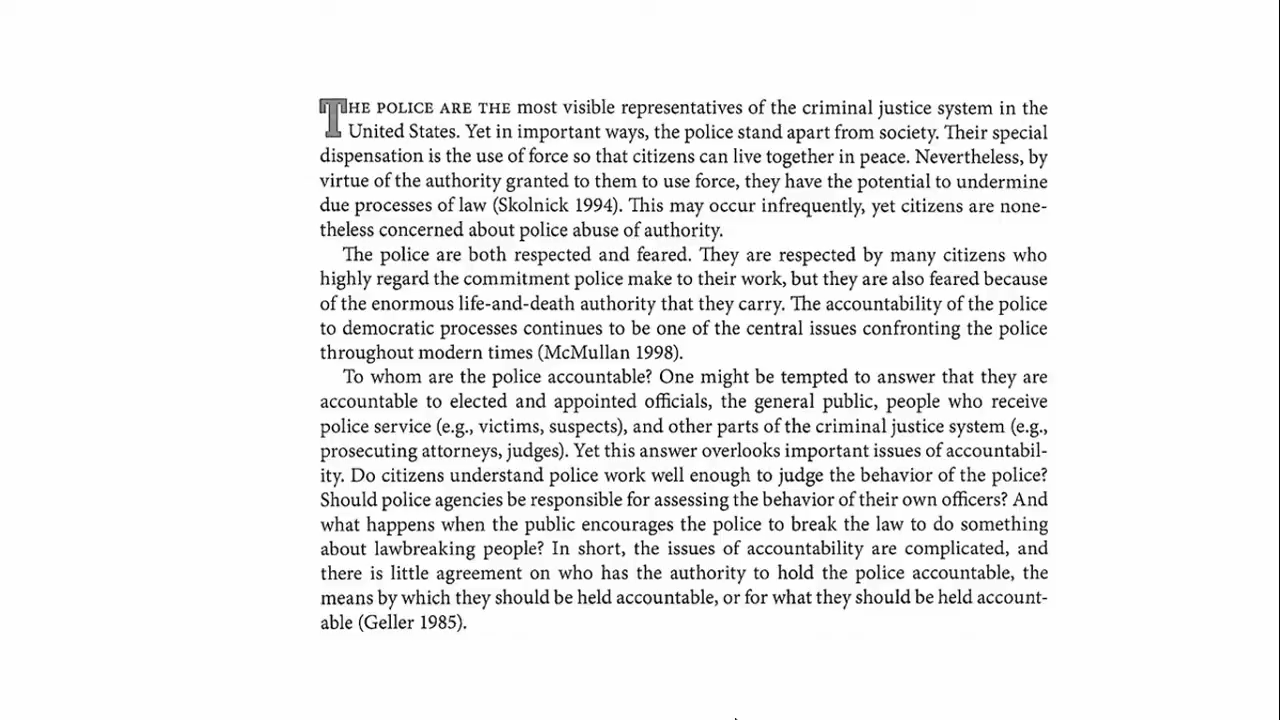 THE POLICE ARE THE most visible representatives of the criminal justice system in the
United States. Yet in important ways, the police stand apart from society. Their special
dispensation is the use of force so that citizens can live together in peace. Nevertheless, by
virtue of the authority granted to them to use force, they have the potential to undermine
due processes of law (Skolnick 1994). This may occur infrequently, yet citizens are none-
theless concerned about police abuse of authority.
The police are both respected and feared. They are respected by many citizens who
highly regard the commitment police make to their work, but they are also feared because
of the enormous life-and-death authority that they carry. The accountability of the police
to democratic processes continues to be one of the central issues confronting the police
throughout modern times (McMullan 1998).
To whom are the police accountable? One might be tempted to answer that they are
accountable to elected and appointed officials, the general public, people who receive
police service (e.g., victims, suspects), and other parts of the criminal justice system (e.g.,
prosecuting attorneys, judges). Yet this answer overlooks important issues of accountabil-
ity. Do citizens understand police work well enough to judge the behavior of the police?
Should police agencies be responsible for assessing the behavior of their own officers? And
what happens when the public encourages the police to break the law to do something
about lawbreaking people? In short, the issues of accountability are complicated, and
there is little agreement on who has the authority to hold the police accountable, the
means by which they should be held accountable, or for what they should be held account-
able (Geller 1985).